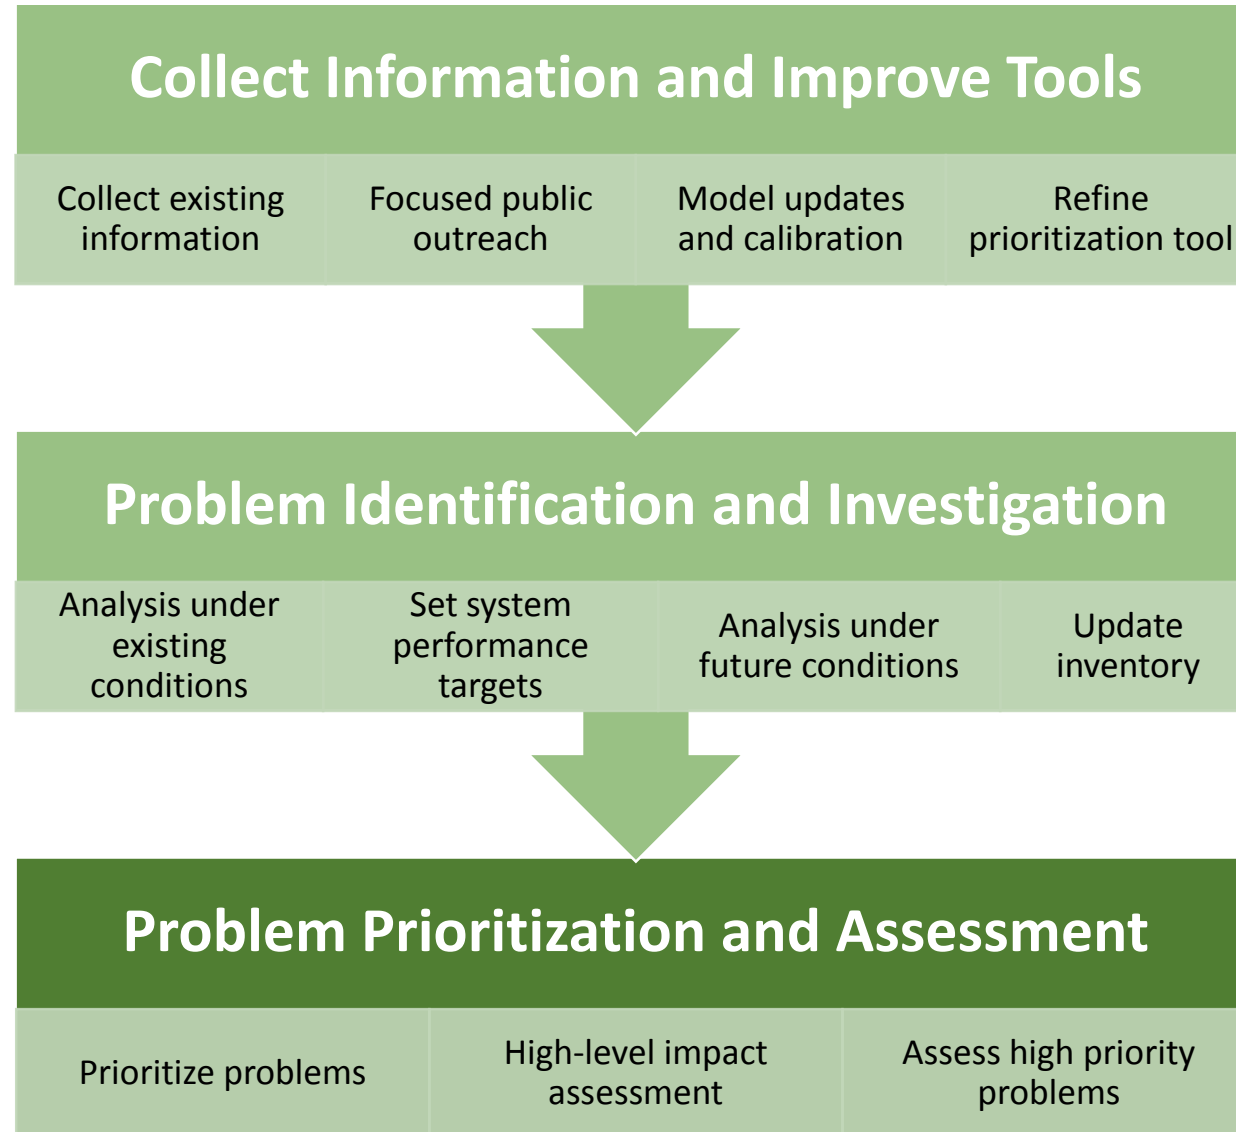 Collect Information and Improve Tools
Collect existing
information
Focused public
outreach
Model updates
and calibration
Refine
prioritization tool
Problem Identification and Investigation
Analysis under
existing
conditions
Set system
performance
targets
Analysis under
future conditions
Update
inventory
Problem Prioritization and Assessment
Prioritize problems
High-level impact
assessment
Assess high priority
problems